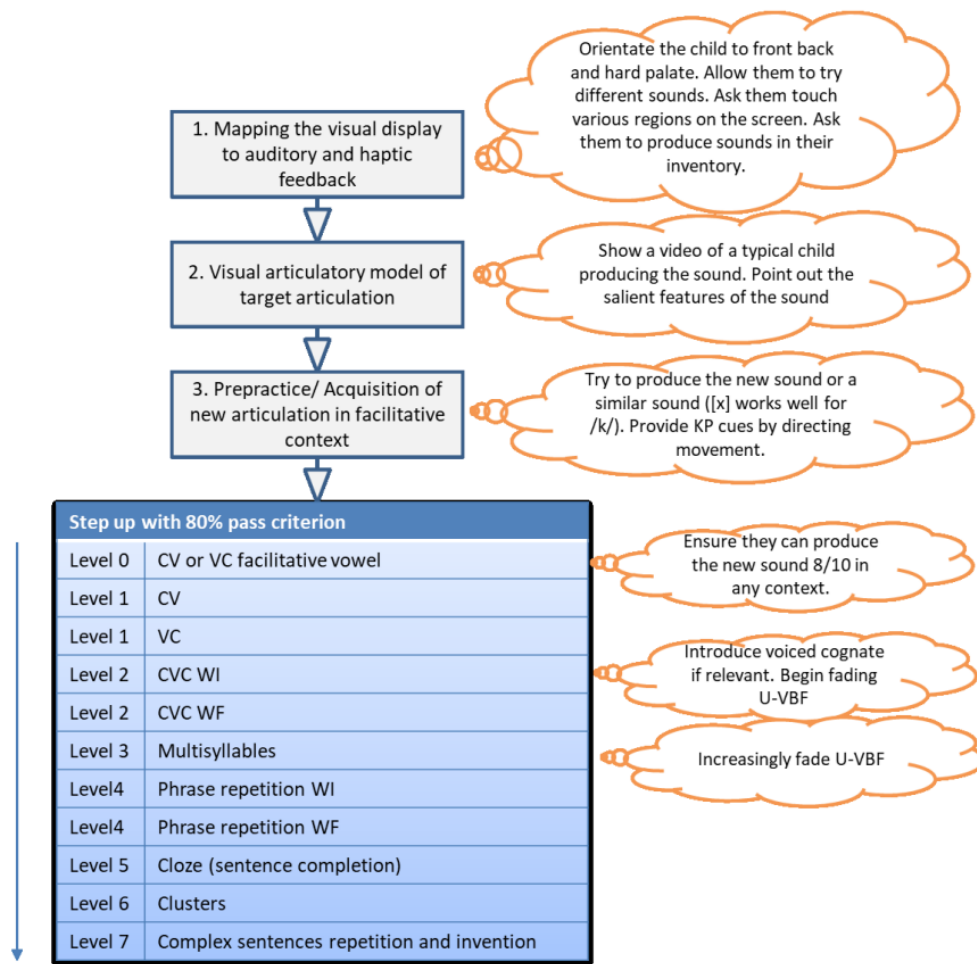 Orientate the child to front back
and hard palate. Allow them to try
different sounds. Ask them touch
various regions on the screen. Ask
them to produce sounds in their
inventory.
1. Mapping the visual display
to auditory and haptic
feedback
Show a video of a typical child
producing the sound. Point out the
salient features of the sound
2. Visual articulatory model of
target articulation
Try to produce the new sound or a
similar sound ([x] works well for
/k/). Provide KP cues by directing
movement.
3. Prepractice/ Acquisition of
new articulation in facilitative
context
Step up with 80% pass criterion
Level 0 CV or VC facilitative vowel
Level 1 CV
Level 1 VC
Level 2 CVC WI
Level 2 CVC WF
Level 3 Multisyllables
Level4 Phrase repetition WI
Level4 Phrase repetition WF
Level 5 Cloze (sentence completion)
Level 6 Clusters
Level 7 Complex sentences repetition and invention
Ensure they can produce
the new sound 8/10 in
any context.
Introduce voiced cognate
if relevant. Begin fading
U-VBF
Increasingly fade U-VBF